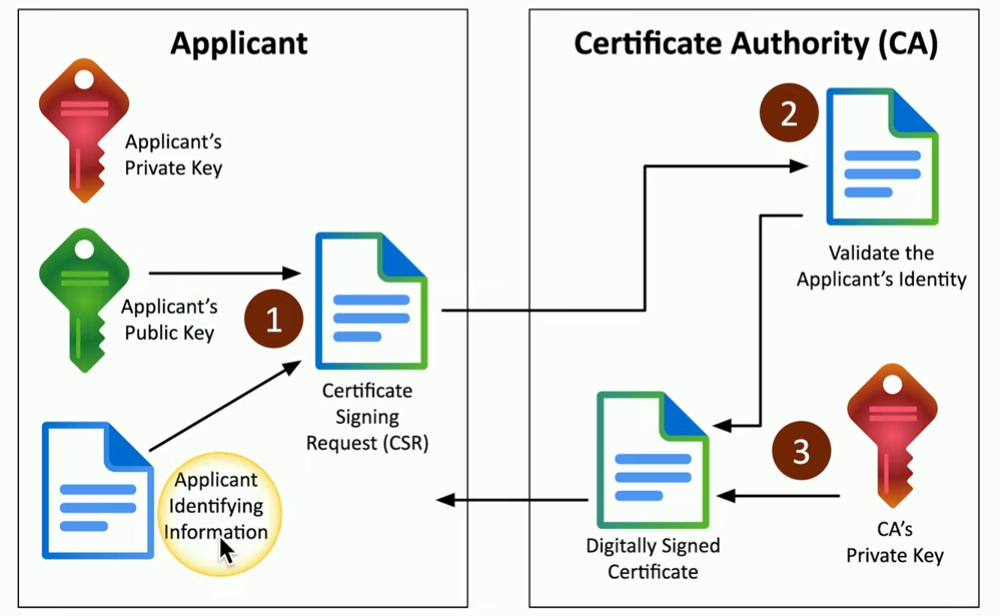 Applicant
Applicant's
Private Key
Applicant's
Public Key
1
Certificate
Signing
Request (CSR)
Applicant
Identifying
Information
Certificate Authority (CA)
2
Validate the
Applicant's Identity
3
Digitally Signed
Certificate
CA's
Private Key